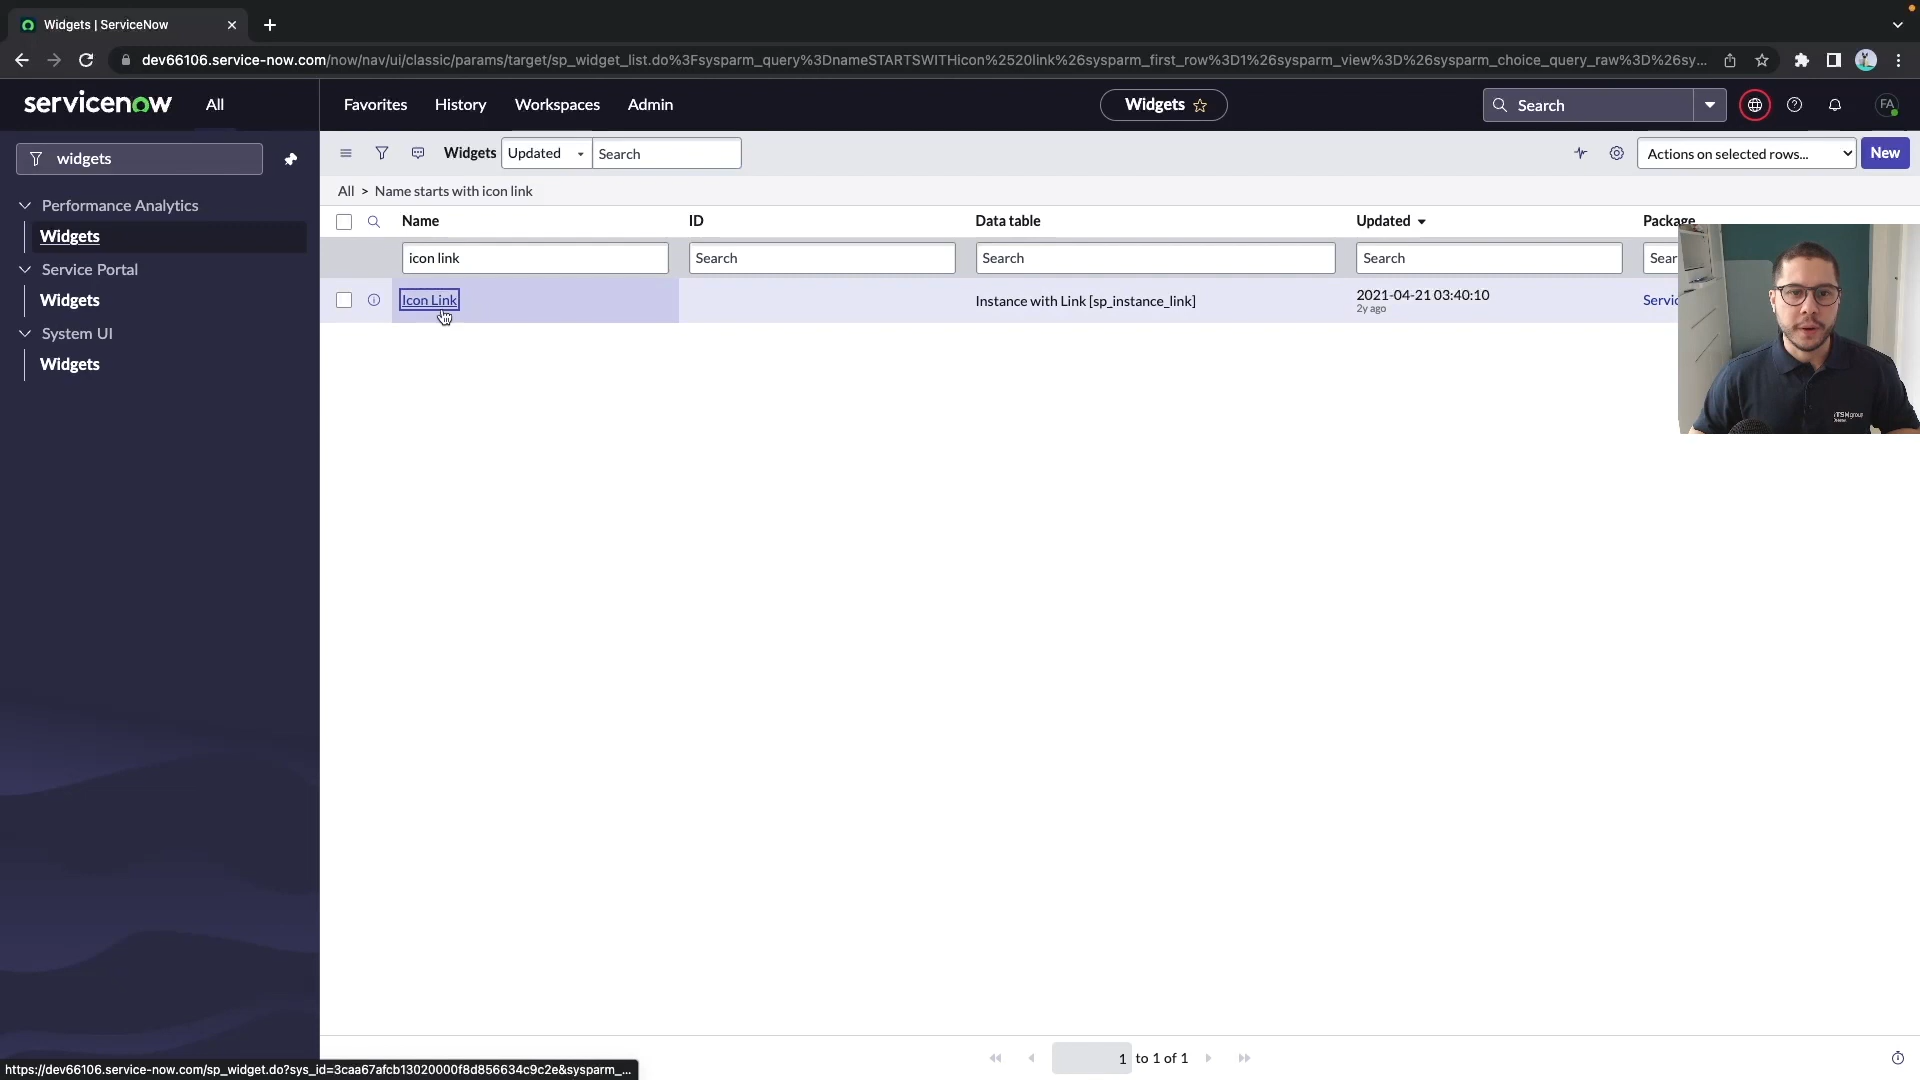 Widgets | ServiceNow
dev66106.service-now.com/now/nav/ui/classic/params/target/sp_widget_list.do%3Fsysparm_query%3DnameSTARTSWITHicon%2520link%26sysparm_first_row%3D1%26sysparm_view%3D%26sysparm_choice_query_raw%3D%26sy...
servicenow All Favorites History Workspaces Admin Widgets Search FA
widgets
Performance Analytics
Widgets
Service Portal
Widgets
System UI
Widgets
Widgets Updated Search Actions on selected rows... New
All > Name starts with icon link
Name ID Data table Updated Package
icon link Search Search Search Sear
Icon Link Instance with Link [sp_instance_link] 2021-04-21 03:40:10 Servic
2y ago
iTSMgroup
1 to 1 of 1
https://dev66106.service-now.com/sp_widget.do?sys_id=3caa67afcb13020000f8d856634c9c2e&sysparm_...